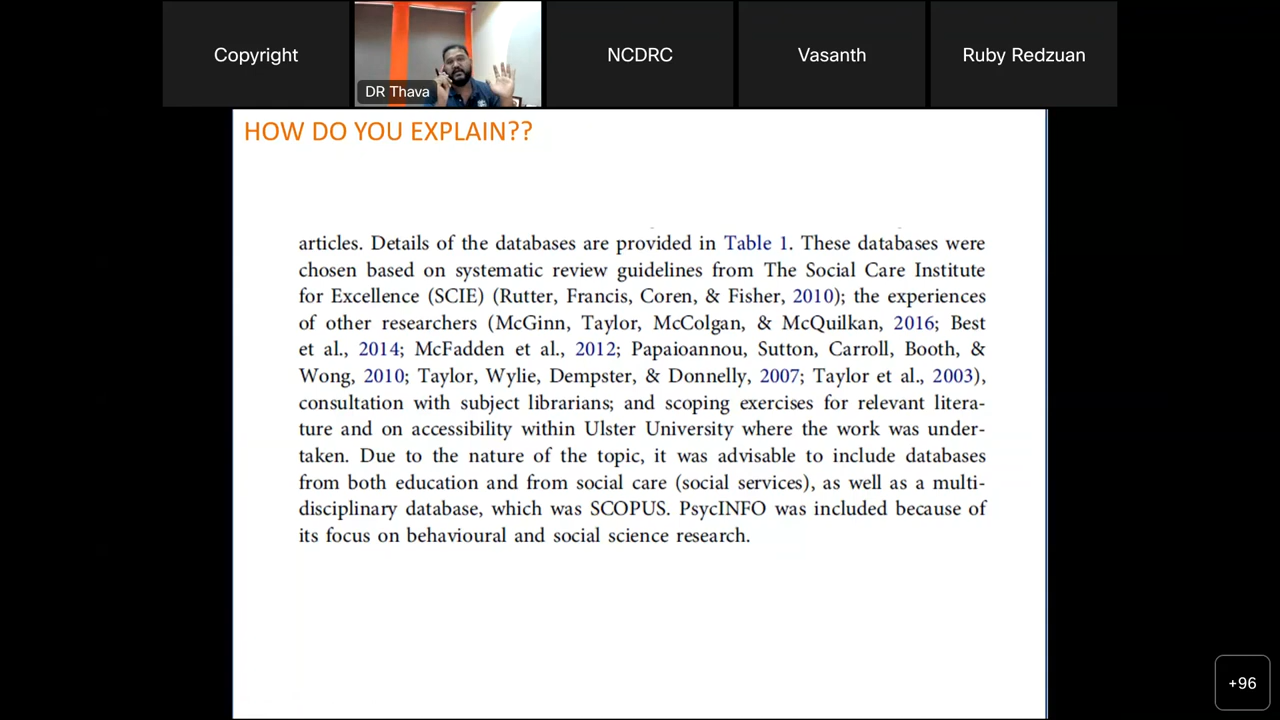 Copyright
DR Thava
NCDRC
Vasanth
Ruby Redzuan
HOW DO YOU EXPLAIN??
articles. Details of the databases are provided in Table 1. These databases were
chosen based on systematic review guidelines from The Social Care Institute
for Excellence (SCIE) (Rutter, Francis, Coren, & Fisher, 2010); the experiences
of other researchers (McGinn, Taylor, McColgan, & McQuilkan, 2016; Best
et al., 2014; McFadden et al., 2012; Papaioannou, Sutton, Carroll, Booth, &
Wong, 2010; Taylor, Wylie, Dempster, & Donnelly, 2007; Taylor et al., 2003),
consultation with subject librarians; and scoping exercises for relevant litera-
ture and on accessibility within Ulster University where the work was under-
taken. Due to the nature of the topic, it was advisable to include databases
from both education and from social care (social services), as well as a multi-
disciplinary database, which was SCOPUS. PsycINFO was included because of
its focus on behavioural and social science research.
+96